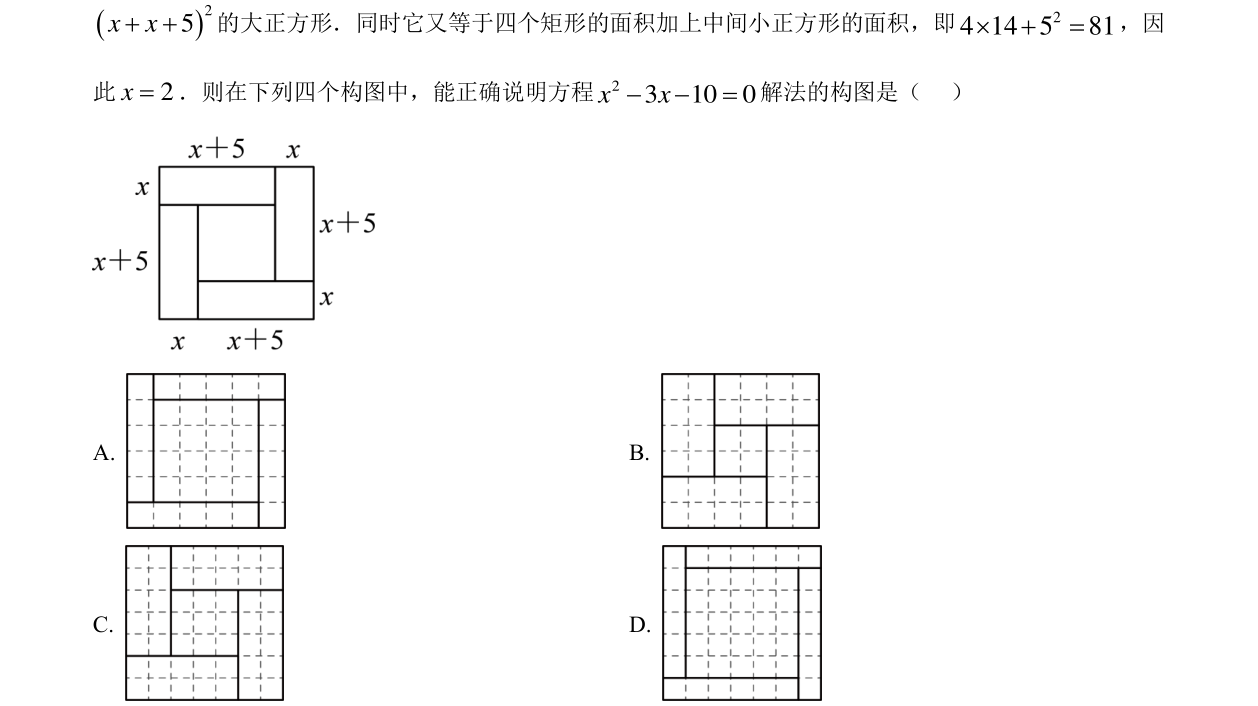 (x+x+5)²的大正方形．同时它又等于四个矩形的面积加上中间小正方形的面积，即4×14+5²=81，因
此x=2．则在下列四个构图中，能正确说明方程x²−3x−10=0解法的构图是（ ）
x+5 x
x
x+5
x+5
x
x x+5
A. B.
C. D.